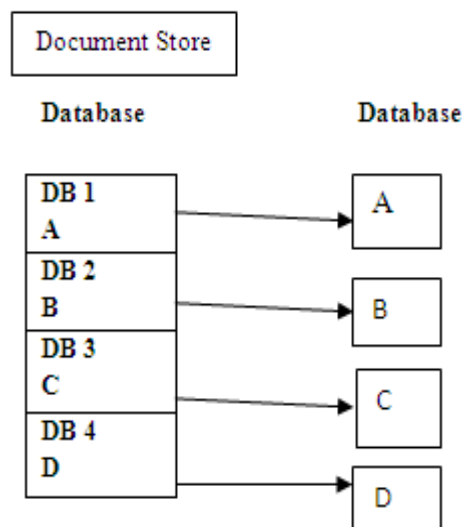 Document Store
Database Database
DB 1
A
A
DB 2
B
B
DB 3
C
C
DB 4
D
D